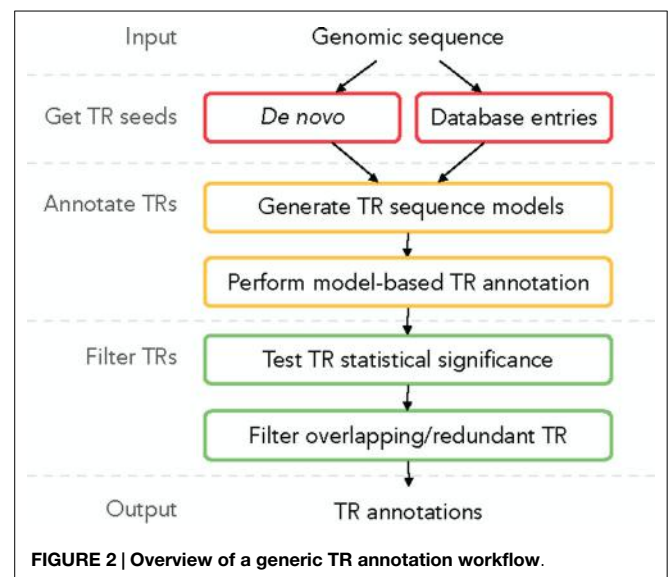 Input Genomic sequence
Get TR seeds De novo Database entries
Annotate TRs Generate TR sequence models
Perform model-based TR annotation
Filter TRs Test TR statistical significance
Filter overlapping/redundant TR
Output TR annotations
FIGURE 2 | Overview of a generic TR annotation workflow.